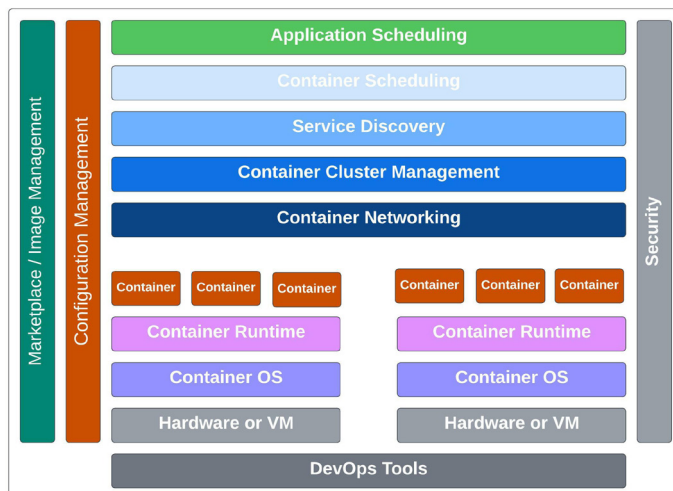 Marketplace / Image Management
Configuration Management
Application Scheduling
Container Scheduling
Service Discovery
Container Cluster Management
Container Networking
Container
Container
Container
Container Runtime
Container OS
Hardware or VM
Container
Container
Container
Container Runtime
Container OS
Hardware or VM
DevOps Tools
Security